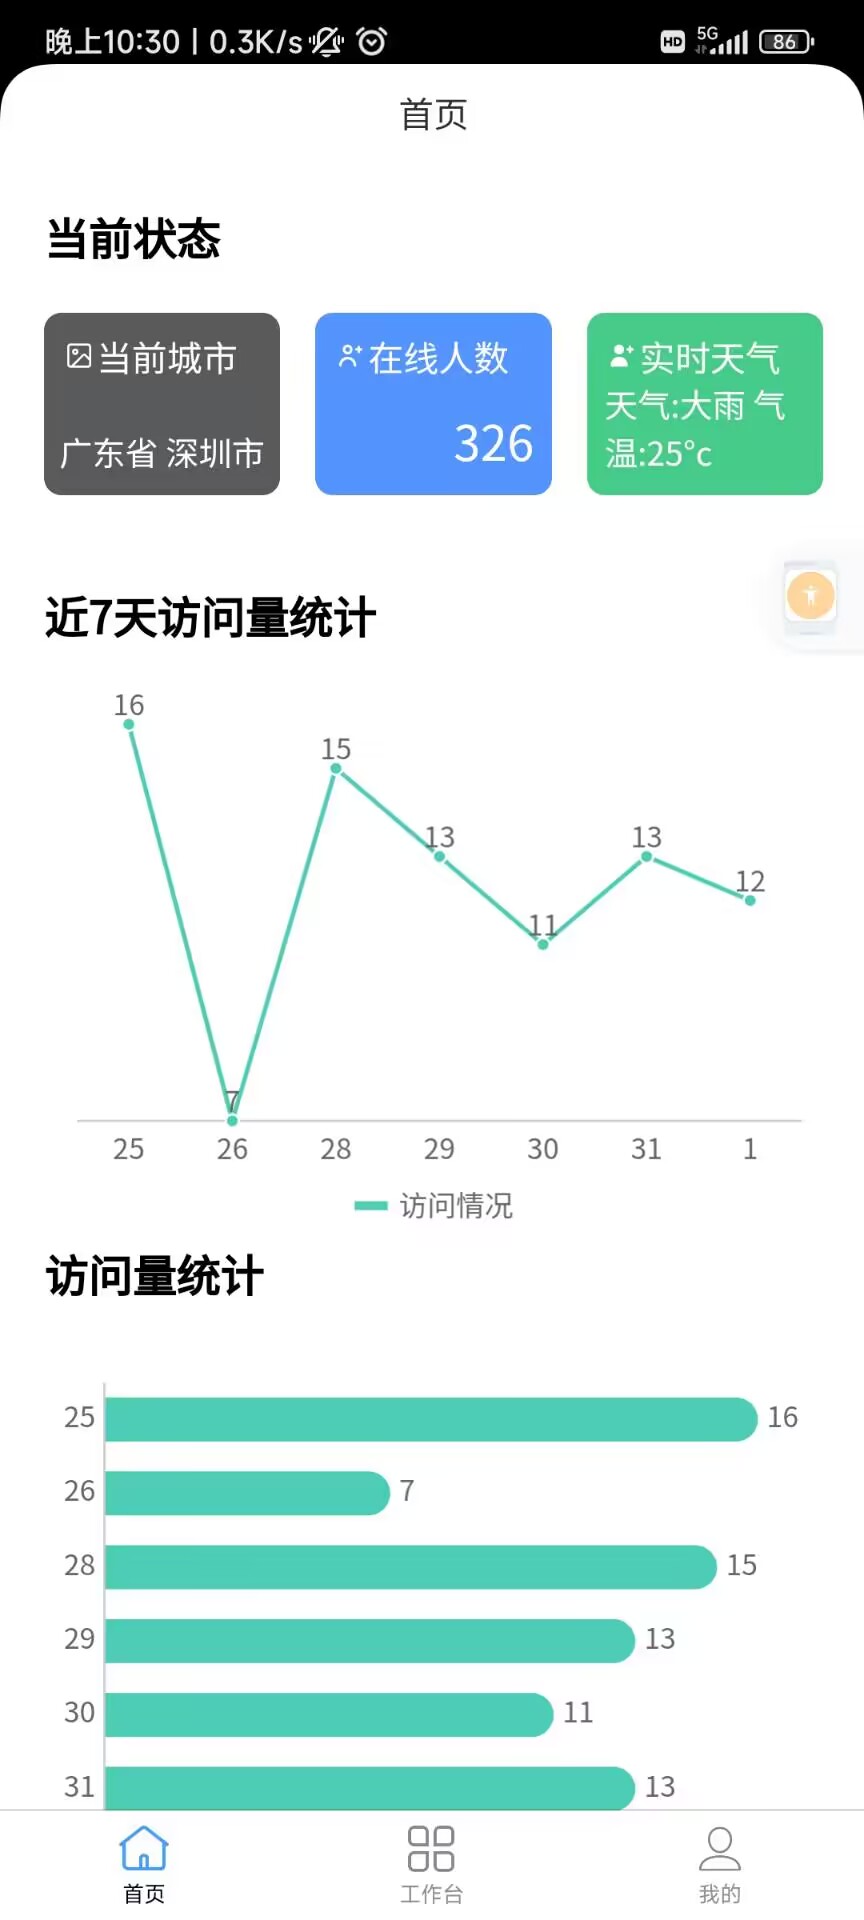 晚上10:30 | 0.3K/s HD 5G 86
首页
当前状态
当前城市
广东省 深圳市
在线人数
326
实时天气
天气:大雨 气
温:25°c
近7天访问量统计
16
15
13
13
12
11
7
25 26 28 29 30 31 1
访问情况
访问量统计
25 16
26 7
28 15
29 13
30 11
31 13
首页 工作台 我的